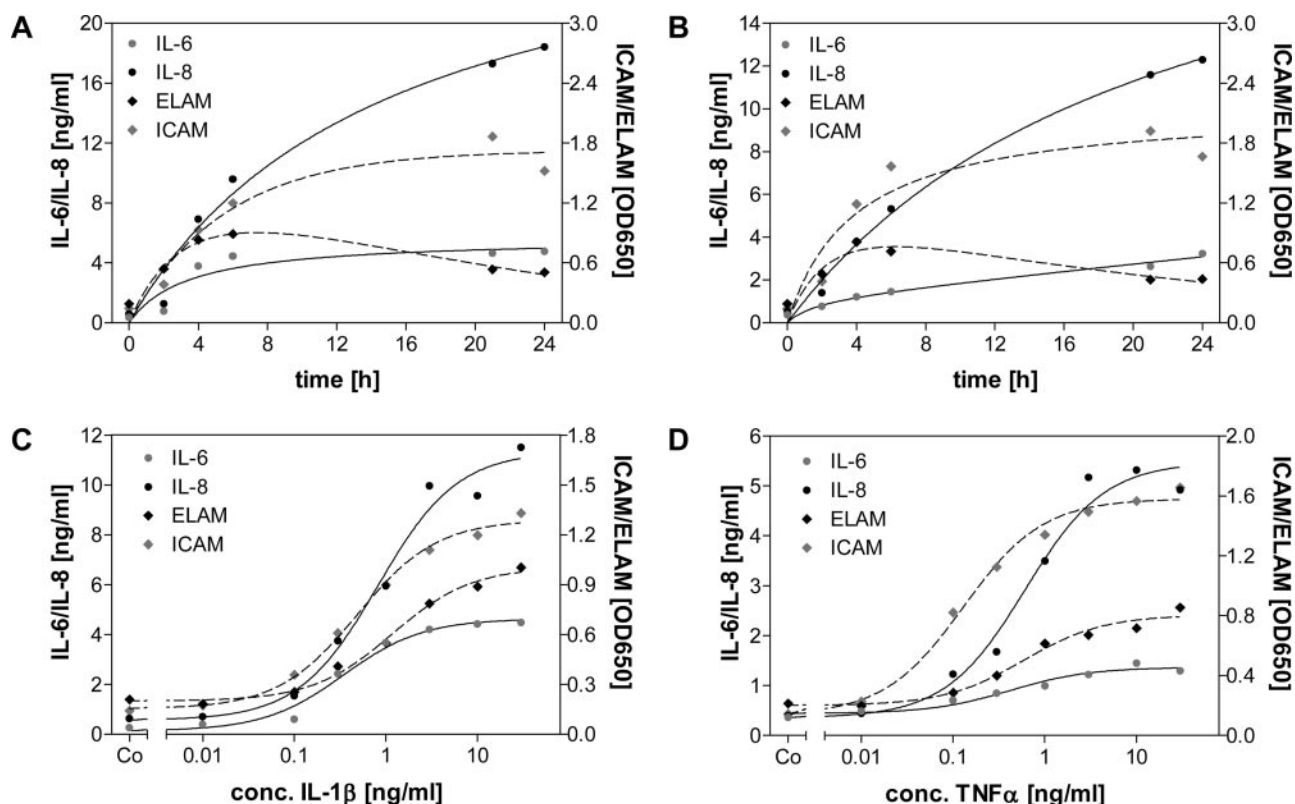 A
IL-6/IL-8 [ng/ml]
20
16
12
8
4
0
IL-6
IL-8
ELAM
ICAM
3.0
2.4
1.8
1.2
0.6
0.0
ICAM/ELAM [OD650]
0 4 8 12 16 20 24
time [h]
B
IL-6/IL-8 [ng/ml]
14
12
10
8
6
4
2
0
IL-6
IL-8
ELAM
ICAM
3.0
2.4
1.8
1.2
0.6
0.0
ICAM/ELAM [OD650]
0 4 8 12 16 20 24
time [h]
C
IL-6/IL-8 [ng/ml]
12
10
8
6
4
2
0
IL-6
IL-8
ELAM
ICAM
1.8
1.5
1.2
0.9
0.6
0.3
0.0
ICAM/ELAM [OD650]
Co 0.01 0.1 1 10
conc. IL-1β [ng/ml]
D
IL-6/IL-8 [ng/ml]
6
5
4
3
2
1
0
IL-6
IL-8
ELAM
ICAM
2.0
1.6
1.2
0.8
0.4
0.0
ICAM/ELAM [OD650]
Co 0.01 0.1 1 10
conc. TNFα [ng/ml]